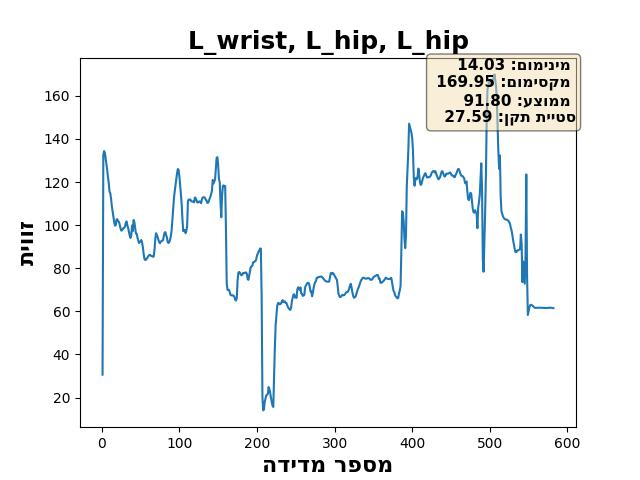 L_wrist, L_hip, L_hip
מינימום: 14.03
מקסימום: 169.95
ממוצע: 91.80
סטיית תקן: 27.59
160
140
120
100
80
60
40
20
זווית
0 100 200 300 400 500 600
מספר מדידה